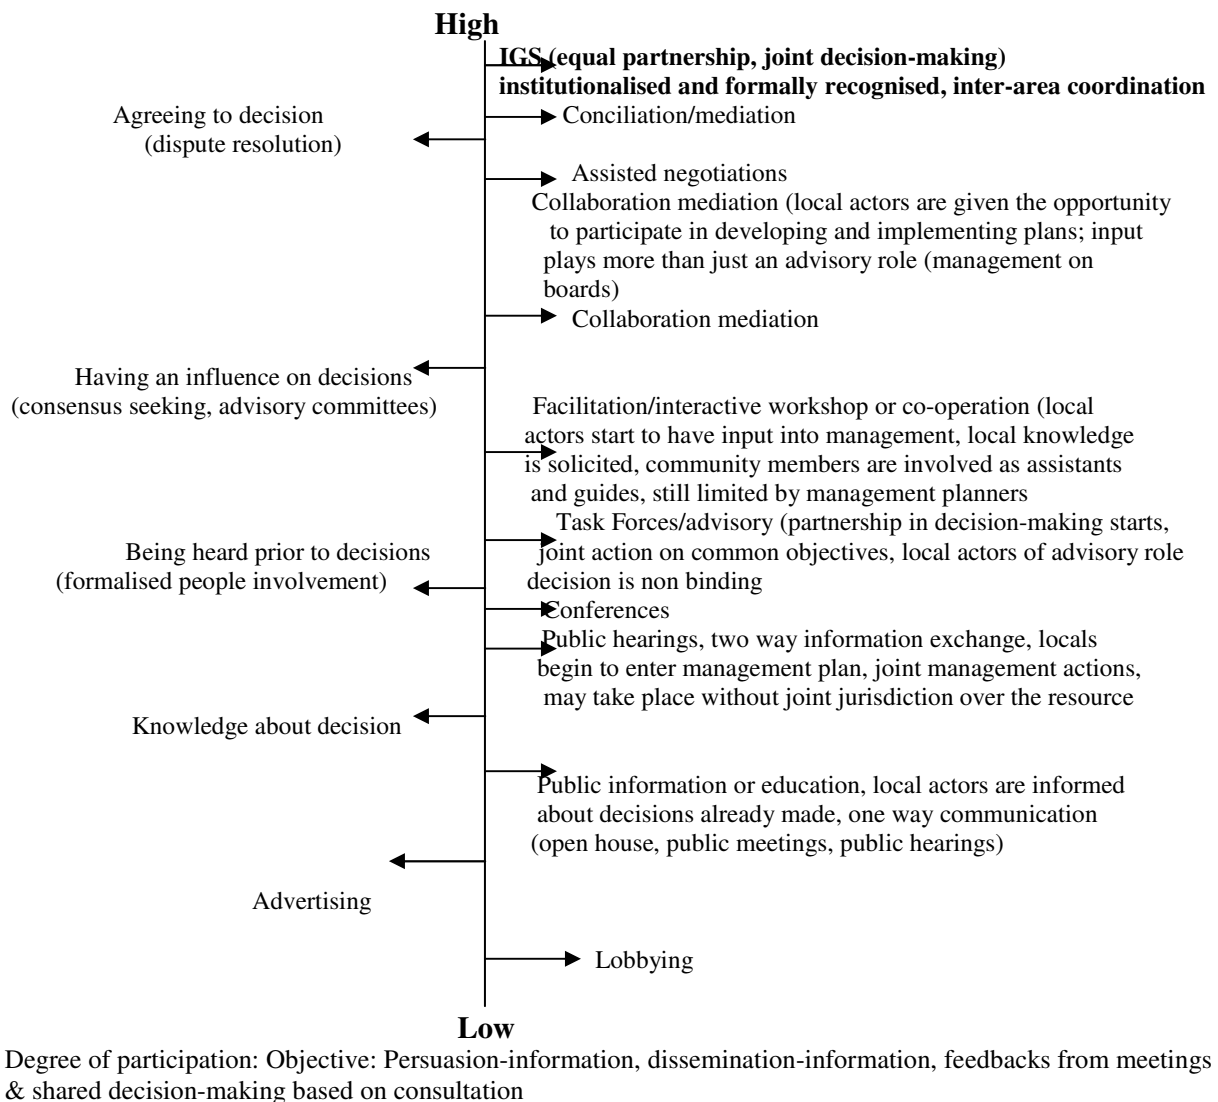 High
IGS (equal partnership, joint decision-making)
institutionalised and formally recognised, inter-area coordination
Agreeing to decision
(dispute resolution)
Conciliation/mediation
Assisted negotiations
Collaboration mediation (local actors are given the opportunity
to participate in developing and implementing plans; input
plays more than just an advisory role (management on
boards)
Collaboration mediation
Having an influence on decisions
(consensus seeking, advisory committees)
Facilitation/interactive workshop or co-operation (local
actors start to have input into management, local knowledge
is solicited, community members are involved as assistants
and guides, still limited by management planners
Task Forces/advisory (partnership in decision-making starts,
joint action on common objectives, local actors of advisory role
decision is non binding
Being heard prior to decisions
(formalised people involvement)
Conferences
Public hearings, two way information exchange, locals
begin to enter management plan, joint management actions,
may take place without joint jurisdiction over the resource
Knowledge about decision
Public information or education, local actors are informed
about decisions already made, one way communication
(open house, public meetings, public hearings)
Advertising
Lobbying
Low
Degree of participation: Objective: Persuasion-information, dissemination-information, feedbacks from meetings
& shared decision-making based on consultation